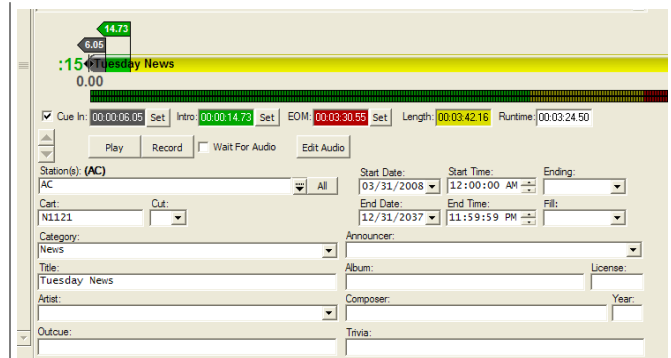 14.73
6.05
:15 Tuesday News
0.00
Cue In: 00:00:06.05 Set Intro: 00:00:14.73 Set EOM: 00:03:30.55 Set Length: 00:03:42.16 Runtime: 00:03:24.50
Play Record Wait For Audio Edit Audio
Station(s): (AC) Start Date: Start Time: Ending:
AC All 03/31/2008 12:00:00 AM
Cart: Cut: End Date: End Time: Fill:
N1121 12/31/2037 11:59:59 PM
Category: Announcer:
News
Title: Album: License:
Tuesday News
Artist: Composer: Year:
Outcue: Trivia: